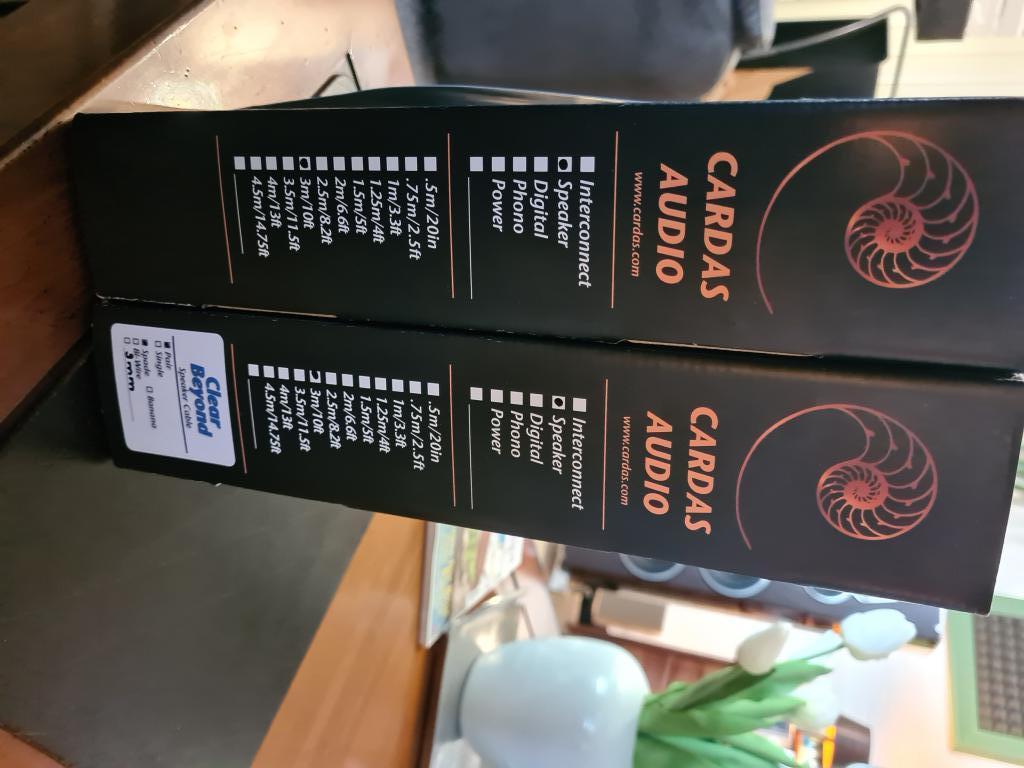 CARDAS
AUDIO
www.cardas.com
Interconnect
Speaker
Digital
Phono
Power
.5m/20in
.75m/2.5ft
1m/3.3ft
1.25m/4ft
1.5m/5ft
2m/6.6ft
2.5m/8.2ft
3m/10ft
3.5m/11.5ft
4m/13ft
4.5m/14.75ft
CARDAS
AUDIO
www.cardas.com
Interconnect
Speaker
Digital
Phono
Power
.5m/20in
.75m/2.5ft
1m/3.3ft
1.25m/4ft
1.5m/5ft
2m/6.6ft
2.5m/8.2ft
3m/10ft
3.5m/11.5ft
4m/13ft
4.5m/14.75ft
Clear
Beyond
Speaker Cable
Pair
Single
Spade Banana
Bi-Wire